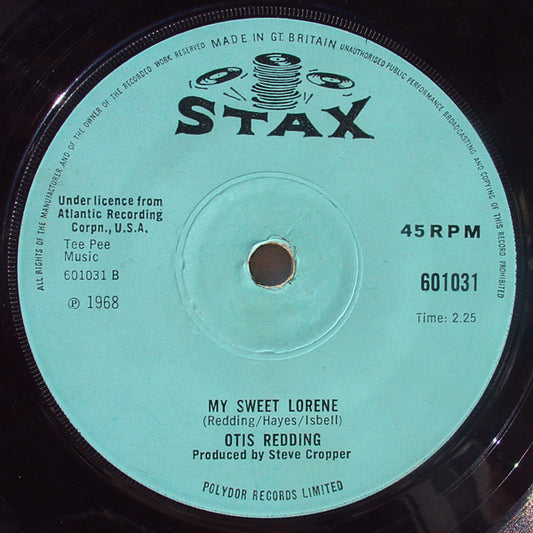 ALL RIGHTS OF THE MANUFACTURER AND OF THE OWNER OF THE RECORDED WORK RESERVED MADE IN GT. BRITAIN UNAUTHORISED PUBLIC PERFORMANCE, BROADCASTING AND COPYING OF THIS RECORD PROHIBITED
STAX
Under licence from
Atlantic Recording
Corpn., U.S.A.
Tee Pee
Music
601031 B
℗ 1968
45 RPM
601031
Time: 2.25
MY SWEET LORENE
(Redding/Hayes/Isbell)
OTIS REDDING
Produced by Steve Cropper
POLYDOR RECORDS LIMITED